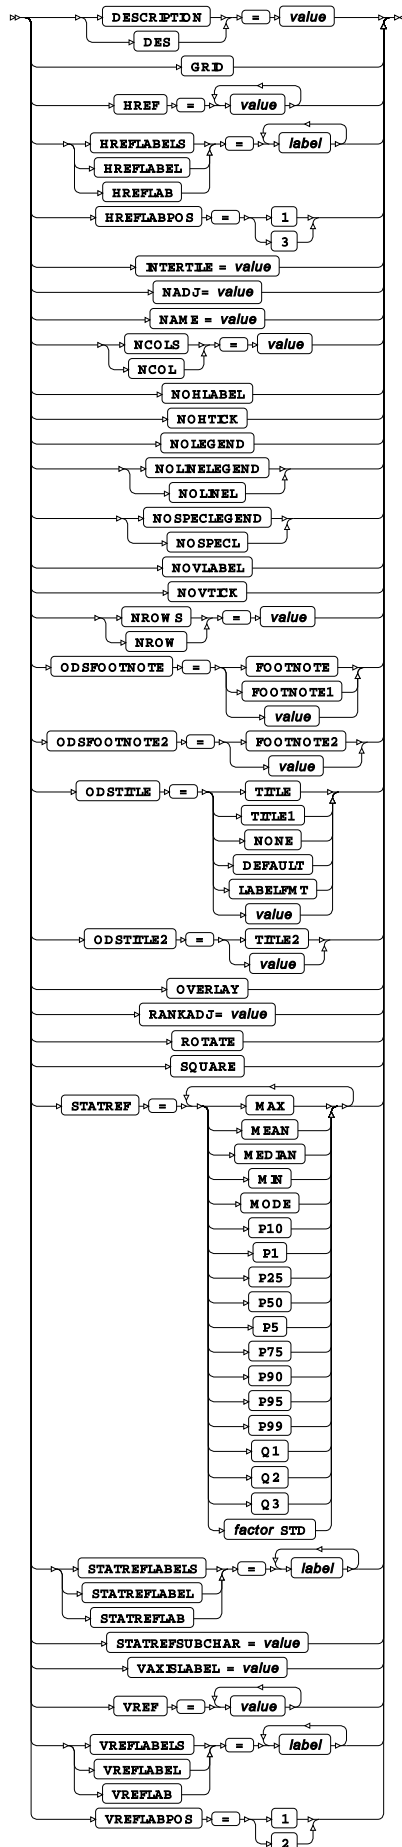 DESCRIPTION = value
DES
GRID
HREF = value
HREFLABELS = label
HREFLABEL
HREFLAB
HREFLABPOS = 1
3
INTERTILE = value
NADJ= value
NAME = value
NCOLS = value
NCOL
NOHLABEL
NOHTICK
NOLEGEND
NOLINELEGEND
NOLINEL
NOSPECLEGEND
NOSPECL
NOVLABEL
NOVTICK
NROWS = value
NROW
ODSFOOTNOTE = FOOTNOTE
FOOTNOTE1
value
ODSFOOTNOTE2 = FOOTNOTE2
value
ODSTITLE = TITLE
TITLE1
NONE
DEFAULT
LABELFMT
value
ODSTITLE2 = TITLE2
value
OVERLAY
RANKADJ= value
ROTATE
SQUARE
STATREF = MAX
MEAN
MEDIAN
MIN
MODE
P10
P1
P25
P50
P5
P75
P90
P95
P99
Q1
Q2
Q3
factor STD
STATREFLABELS = label
STATREFLABEL
STATREFLAB
STATREFSUBCHAR = value
VAXISLABEL = value
VREF = value
VREFLABELS = label
VREFLABEL
VREFLAB
VREFLABPOS = 1
2